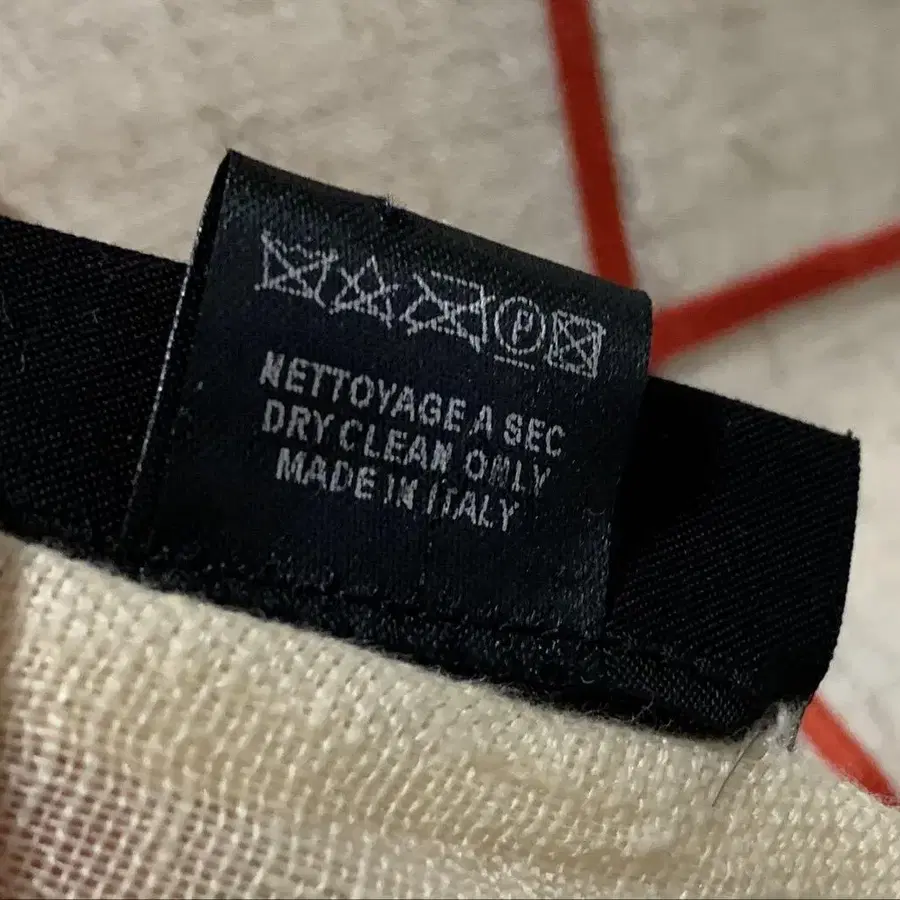 P
NETTOYAGE A SEC
DRY CLEAN ONLY
MADE IN ITALY